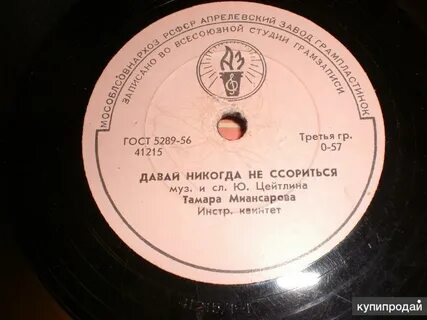 МОСОБЛСОВНАРХОЗ РСФСР АПРЕЛЕВСКИЙ ЗАВОД ГРАМПЛАСТИНОК
ЗАПИСАНО ВО ВСЕСОЮЗНОЙ СТУДИИ ГРАМЗАПИСИ
АЗ
ГОСТ 5289-56
41215
Третья гр.
0-57
ДАВАЙ НИКОГДА НЕ ССОРИТЬСЯ
муз. и сл. Ю. Цейтлина
Тамара Миансарова
Инстр. квинтет
купипродай